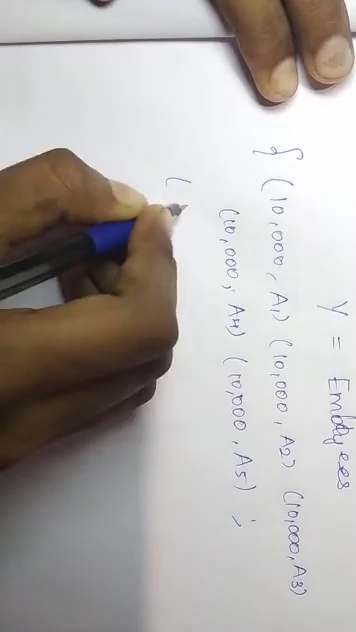 Y = Employees
{ (10,000, A1) (10,000, A2) (10,000, A3)
(10,000, A4) (10,000, A5) ;
(